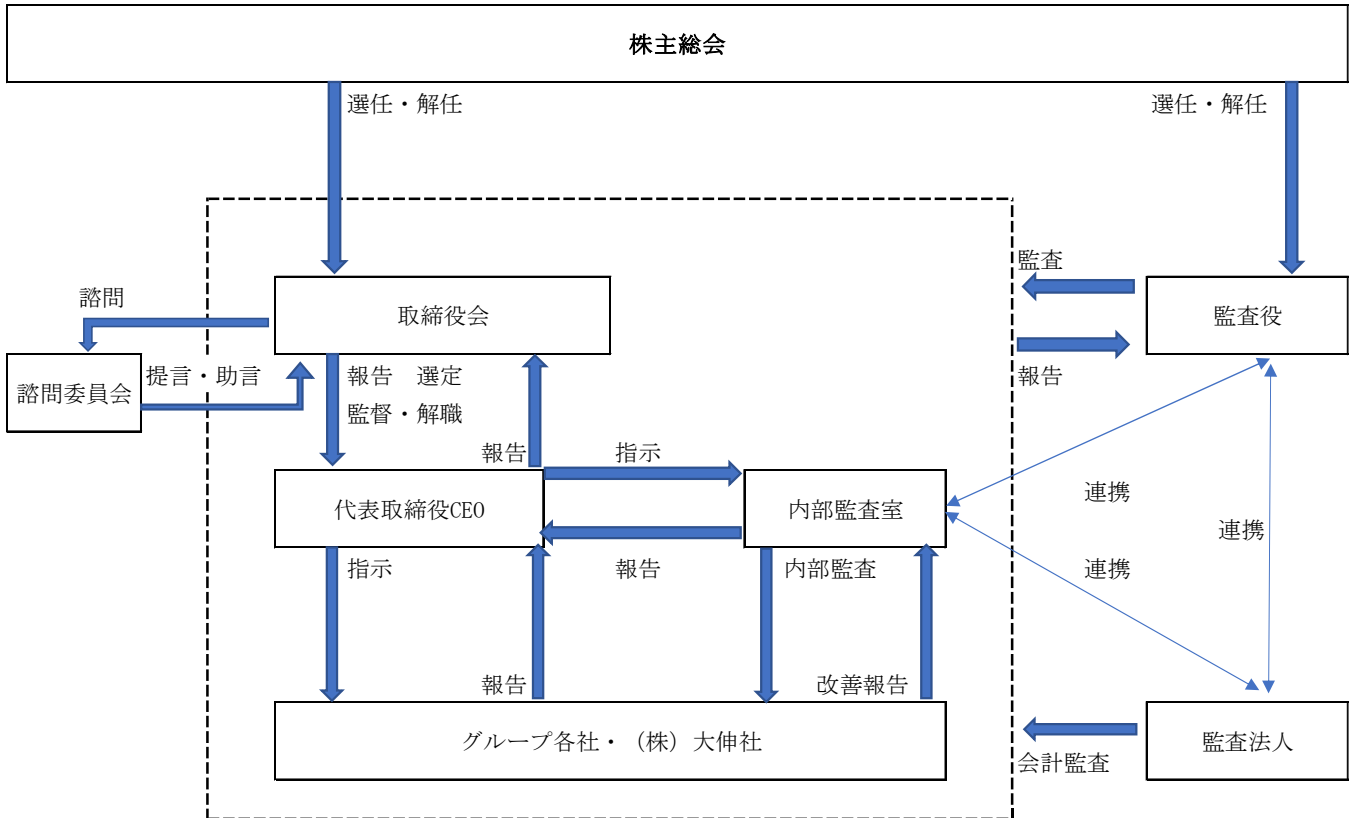 株主総会
選任・解任
選任・解任
監査
諮問
取締役会
監査役
提言・助言
報告　選定
報告
諮問委員会
監督・解職
報告
指示
連携
代表取締役CEO
内部監査室
連携
指示
報告
内部監査
連携
報告
改善報告
グループ各社・（株）大伸社
監査法人
会計監査